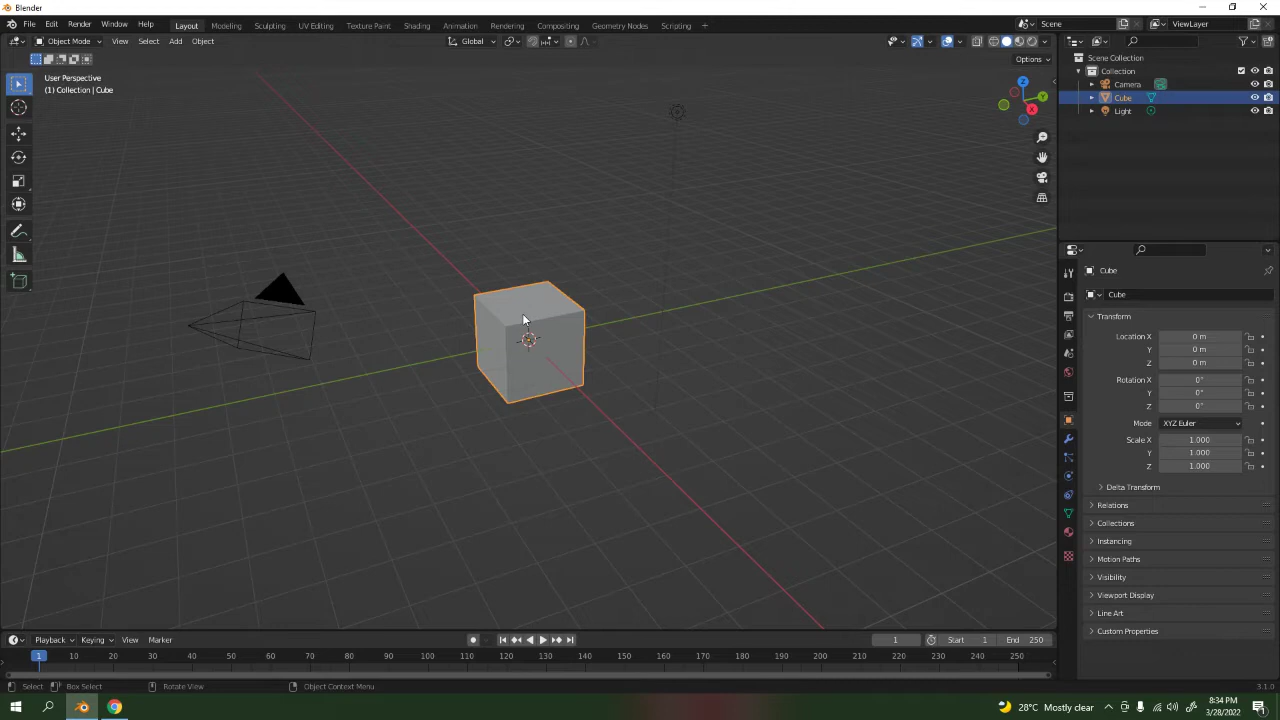 Blender
File Edit Render Window Help
Layout Modeling Sculpting UV Editing Texture Paint Shading Animation Rendering Compositing Geometry Nodes Scripting +
Scene
ViewLayer
Object Mode View Select Add Object
Global
Options
User Perspective
(1) Collection | Cube
Z
Y
X
Scene Collection
Collection
Camera
Cube
Light
Cube
Cube
Transform
Location X 0 m
Y 0 m
Z 0 m
Rotation X 0°
Y 0°
Z 0°
Mode XYZ Euler
Scale X 1.000
Y 1.000
Z 1.000
Delta Transform
Relations
Collections
Instancing
Motion Paths
Visibility
Viewport Display
Line Art
Custom Properties
Playback Keying View Marker
1 Start 1 End 250
1 10 20 30 40 50 60 70 80 90 100 110 120 130 140 150 160 170 180 190 200 210 220 230 240 250
Select Box Select Rotate View Object Context Menu
3.1.0
28°C Mostly clear
8:34 PM
3/28/2022